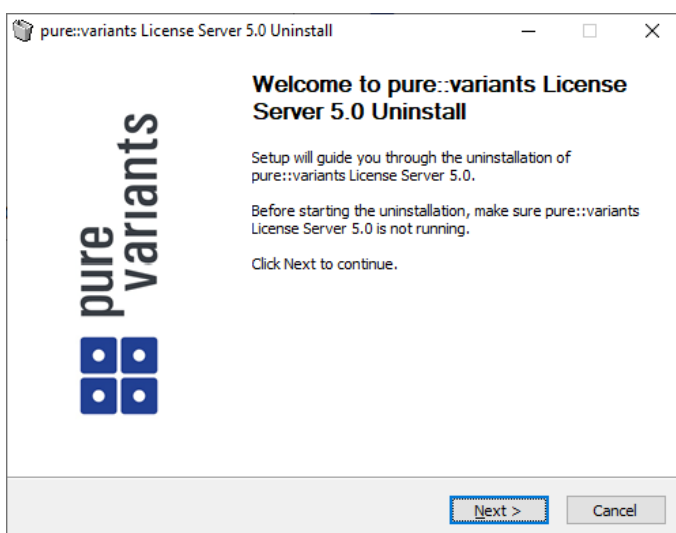 pure::variants License Server 5.0 Uninstall
Welcome to pure::variants License
Server 5.0 Uninstall
Setup will guide you through the uninstallation of
pure::variants License Server 5.0.
Before starting the uninstallation, make sure pure::variants
License Server 5.0 is not running.
Click Next to continue.
pure
variants
Next >
Cancel